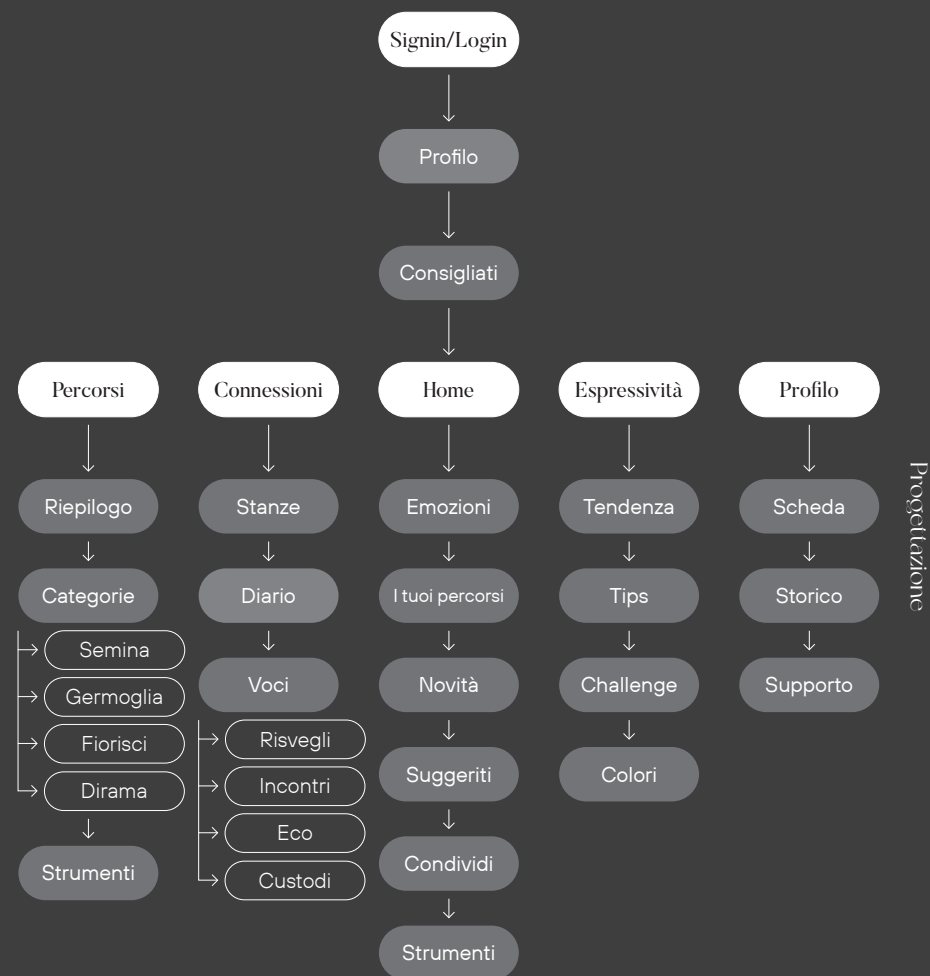 Signin/Login
Profilo
Consigliati
Percorsi
Connessioni
Home
Espressività
Profilo
Riepilogo
Stanze
Emozioni
Tendenza
Scheda
Categorie
Diario
I tuoi percorsi
Tips
Storico
Semina
Germoglia
Fiorisci
Dirama
Strumenti
Voci
Risvegli
Incontri
Eco
Custodi
Novità
Suggeriti
Condividi
Strumenti
Challenge
Colori
Supporto
Progettazione